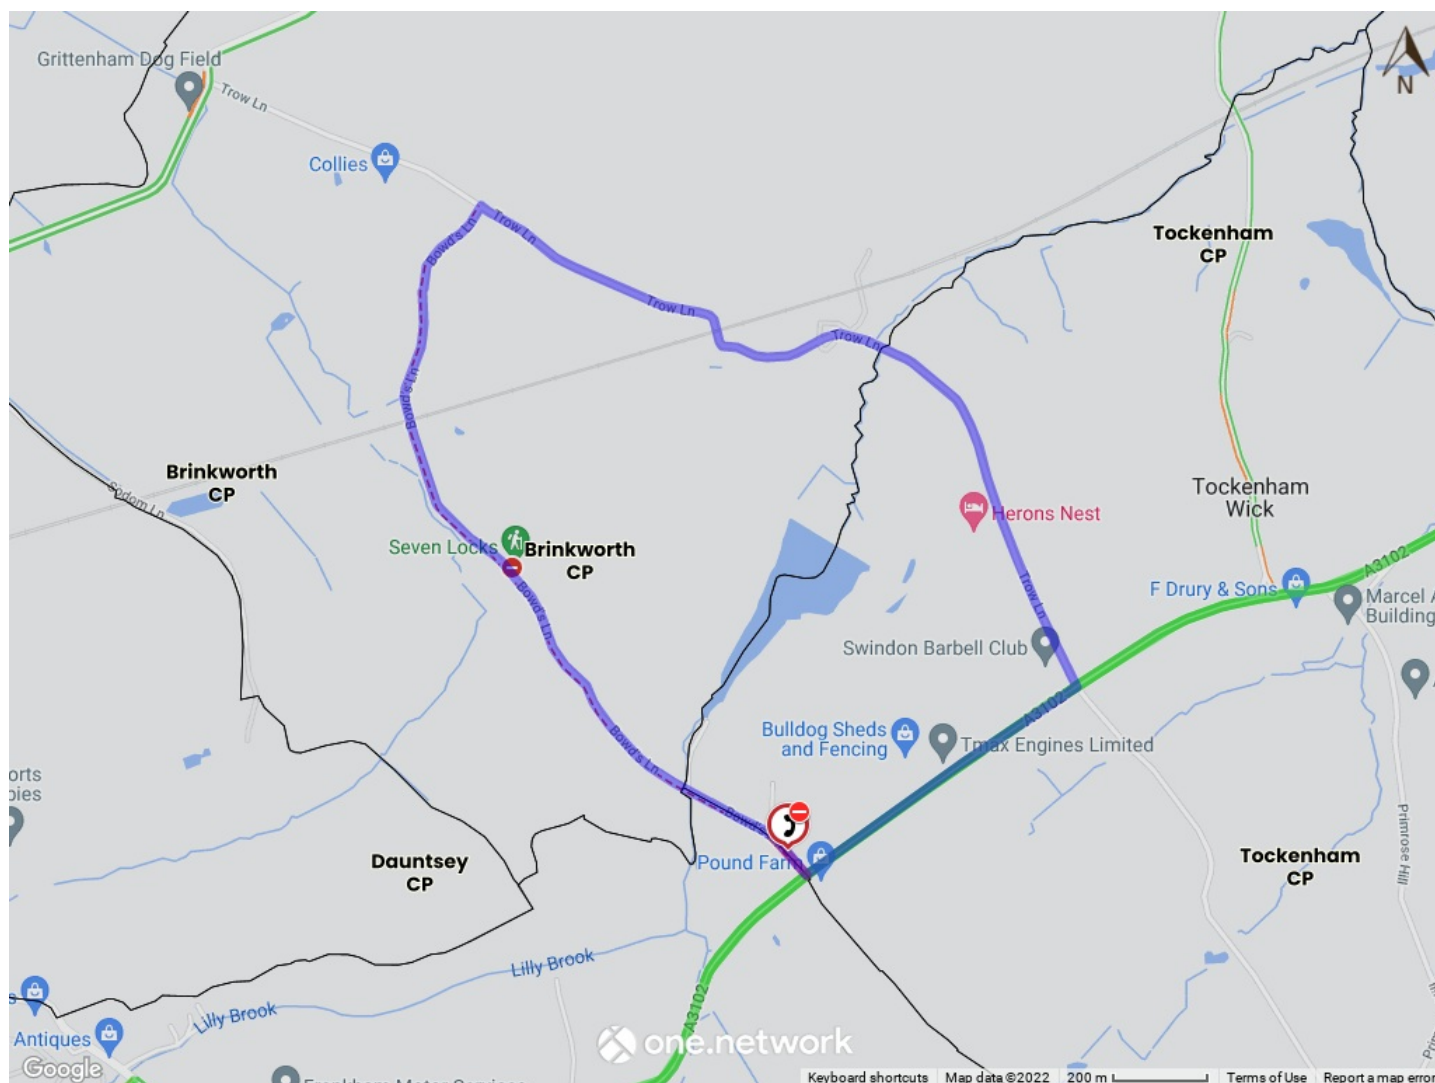 Grittenham Dog Field
Trow Ln
Collies
N
Bowd's Ln
Trow Ln
Tockenham
CP
Trow Ln
Trow Ln
Bowd's Ln
Brinkworth
CP
Sodom Ln
Tockenham
Wick
Herons Nest
Seven Locks
Brinkworth
CP
A3102
F Drury & Sons
Trow Ln
Marcel A
Building
Bowd's Ln
Swindon Barbell Club
A3102
Bulldog Sheds
and Fencing
Tmax Engines Limited
Bowd's Ln
orts
pies
Bowd's
Primrose Hill
Pound Farm
Dauntsey
CP
Tockenham
CP
Lilly Brook
A3102
Lilly Brook
Antiques
one.network
Google
Keyboard shortcuts Map data ©2022 200 m Terms of Use Report a map error